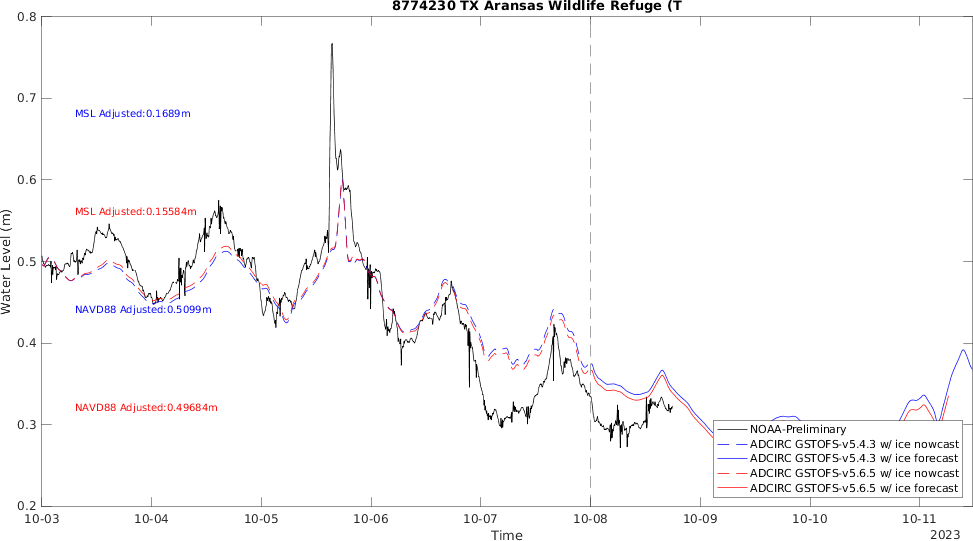 8774230 TX Aransas Wildlife Refuge (T
0.8
0.7
0.6
0.5
0.4
0.3
0.2
Water Level (m)
MSL Adjusted:0.1689m
MSL Adjusted:0.15584m
NAVD88 Adjusted:0.5099m
NAVD88 Adjusted:0.49684m
NOAA-Preliminary
ADCIRC GSTOFS-v5.4.3 w/ ice nowcast
ADCIRC GSTOFS-v5.4.3 w/ ice forecast
ADCIRC GSTOFS-v5.6.5 w/ ice nowcast
ADCIRC GSTOFS-v5.6.5 w/ ice forecast
10-03 10-04 10-05 10-06 10-07 10-08 10-09 10-10 10-11
Time
2023